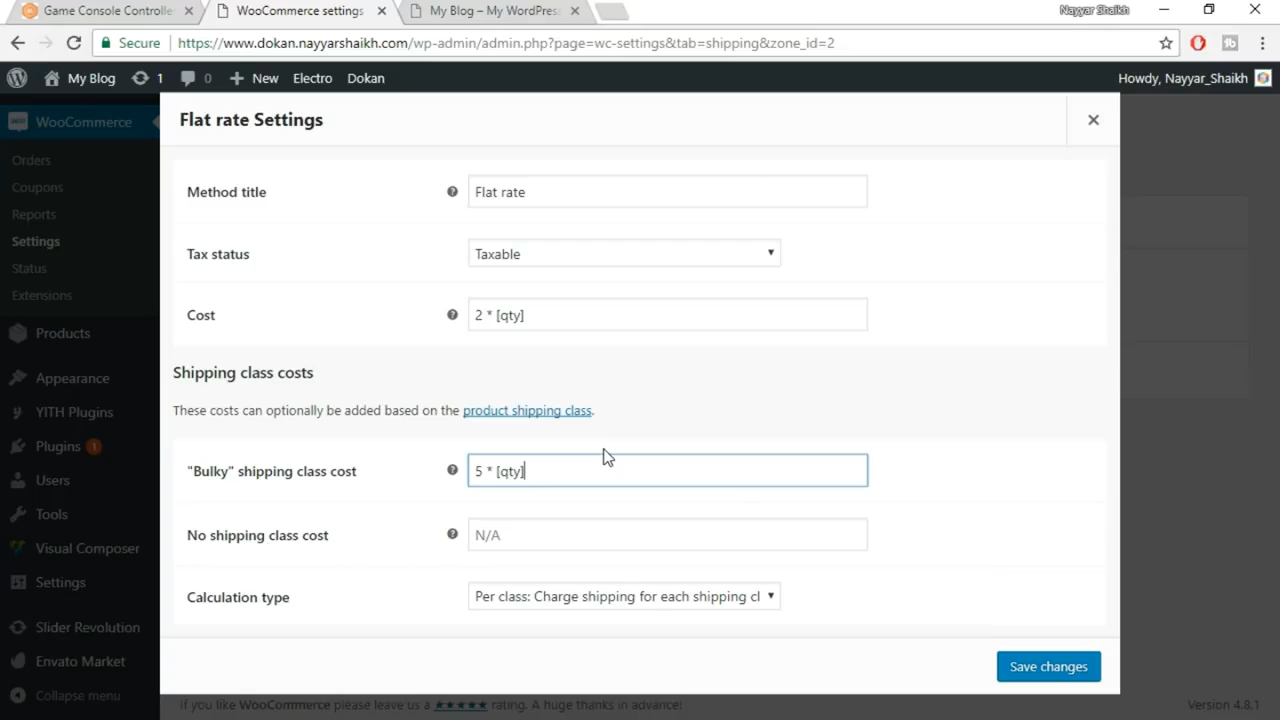 Game Console Controlle
WooCommerce settings
My Blog – My WordPres
Nayyar Shaikh
Secure
https://www.dokan.nayyarshaikh.com/wp-admin/admin.php?page=wc-settings&tab=shipping&zone_id=2
My Blog
1
0
New
Electro
Dokan
Howdy, Nayyar_Shaikh
WooCommerce
Orders
Coupons
Reports
Settings
Status
Extensions
Products
Appearance
YITH Plugins
Plugins 1
Users
Tools
Visual Composer
Settings
Slider Revolution
Envato Market
Collapse menu
Flat rate Settings
Method title
Flat rate
Tax status
Taxable
Cost
2 * [qty]
Shipping class costs
These costs can optionally be added based on the product shipping class.
"Bulky" shipping class cost
5 * [qty]
No shipping class cost
N/A
Calculation type
Per class: Charge shipping for each shipping cl
Save changes
If you like WooCommerce please leave us a ★★★★★ rating. A huge thanks in advance!
Version 4.8.1